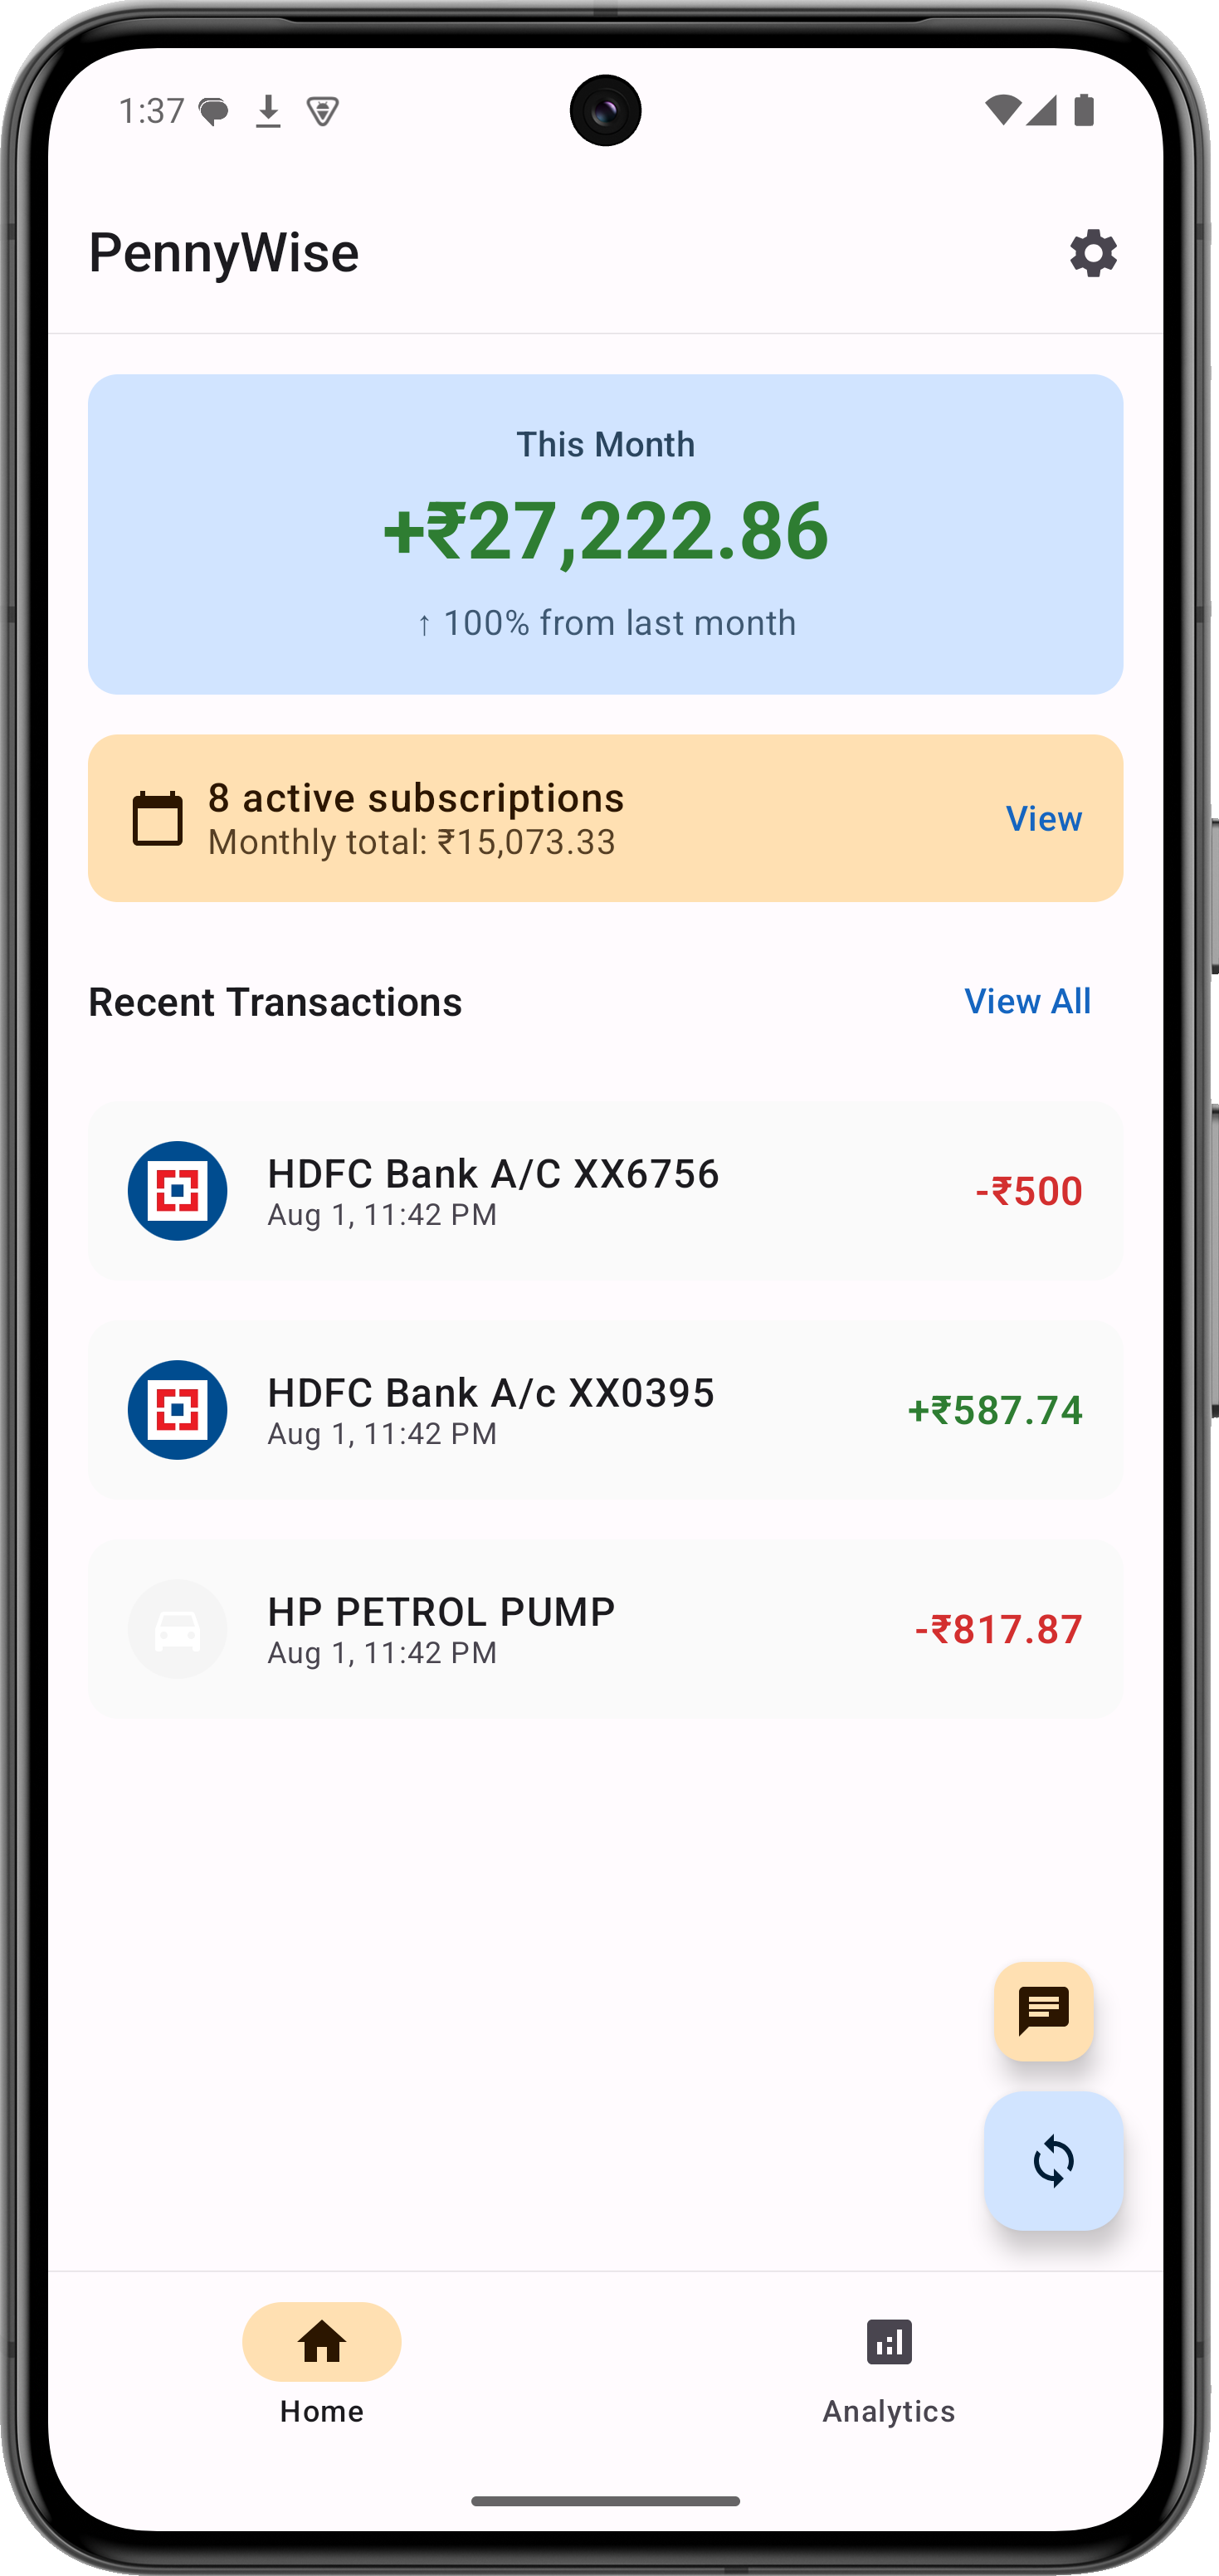 1:37
PennyWise
This Month
+₹27,222.86
↑ 100% from last month
8 active subscriptions
Monthly total: ₹15,073.33
View
Recent Transactions
View All
HDFC Bank A/C XX6756
Aug 1, 11:42 PM
-₹500
HDFC Bank A/c XX0395
Aug 1, 11:42 PM
+₹587.74
HP PETROL PUMP
Aug 1, 11:42 PM
-₹817.87
Home
Analytics